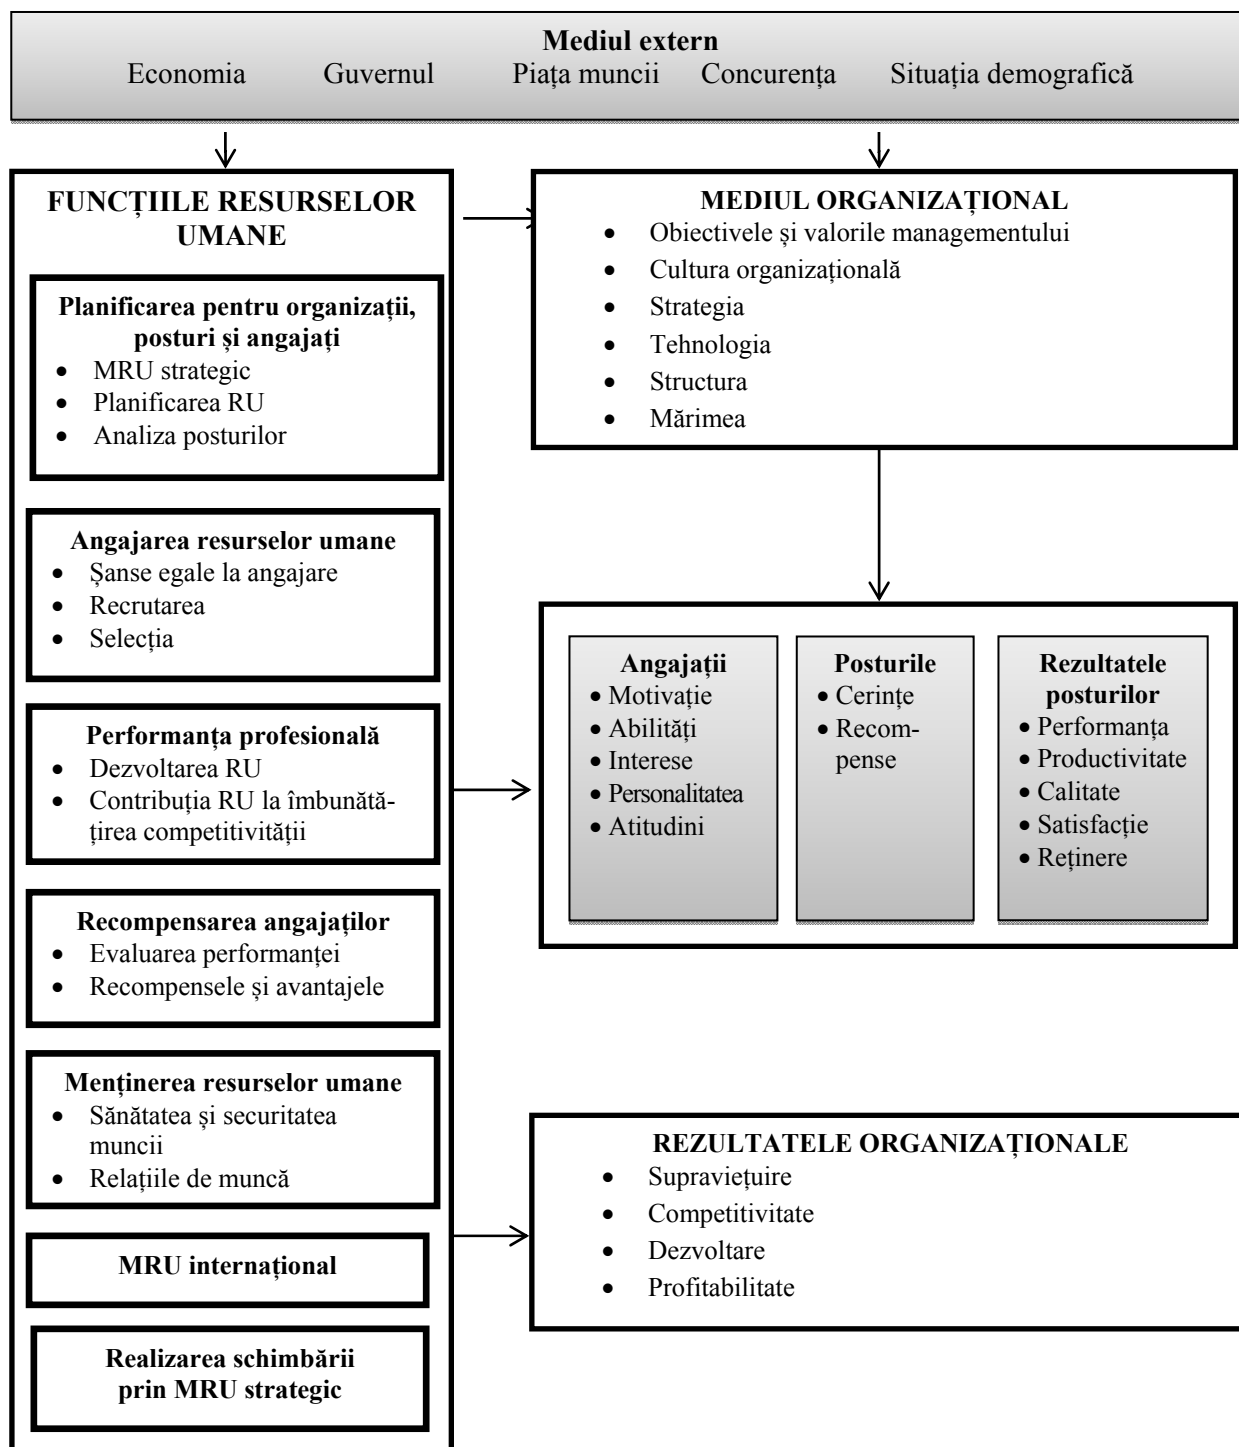 Mediul extern
Economia Guvernul Piața muncii Concurența Situația demografică
FUNCȚIILE RESURSELOR
UMANE
Planificarea pentru organizații,
posturi și angajați
• MRU strategic
• Planificarea RU
• Analiza posturilor
Angajarea resurselor umane
• Șanse egale la angajare
• Recrutarea
• Selecția
Performanța profesională
• Dezvoltarea RU
• Contribuția RU la îmbunătă-
țirea competitivității
Recompensarea angajaților
• Evaluarea performanței
• Recompensele și avantajele
Menținerea resurselor umane
• Sănătatea și securitatea
muncii
• Relațiile de muncă
MRU internațional
Realizarea schimbării
prin MRU strategic
MEDIUL ORGANIZAȚIONAL
• Obiectivele și valorile managementului
• Cultura organizațională
• Strategia
• Tehnologia
• Structura
• Mărimea
Angajații
• Motivație
• Abilități
• Interese
• Personalitatea
• Atitudini
Posturile
• Cerințe
• Recom-
pense
Rezultatele
posturilor
• Performanța
• Productivitate
• Calitate
• Satisfacție
• Reținere
REZULTATELE ORGANIZAȚIONALE
• Supraviețuire
• Competitivitate
• Dezvoltare
• Profitabilitate